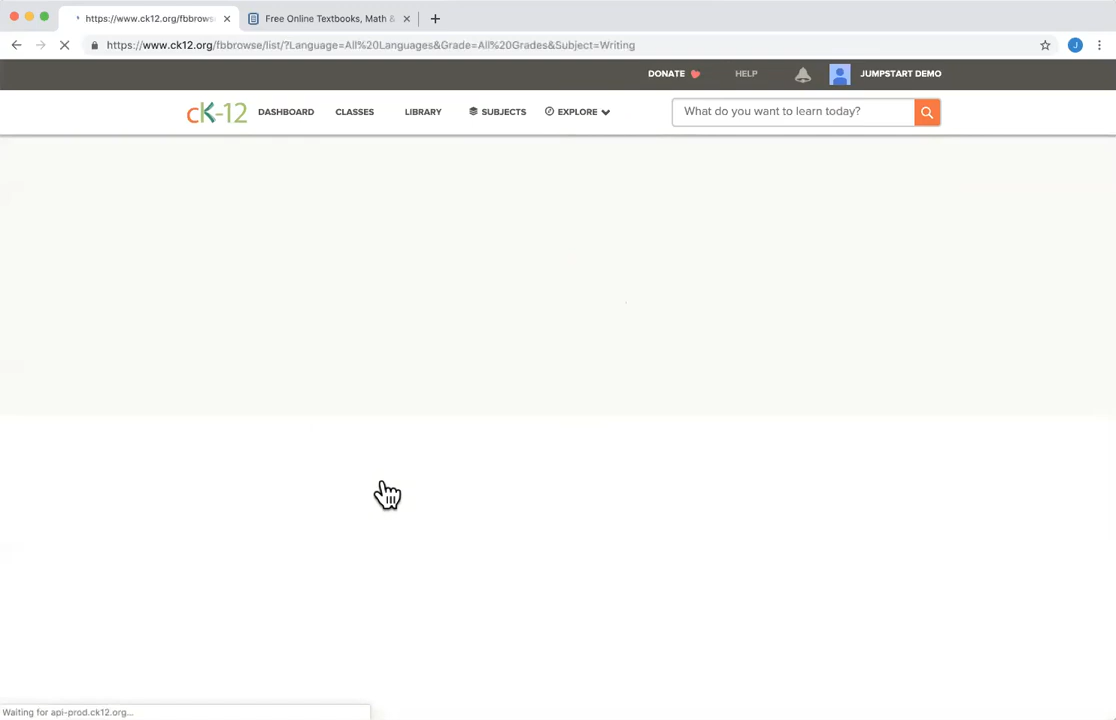 https://www.ck12.org/fbbrowse
Free Online Textbooks, Math &
https://www.ck12.org/fbbrowse/list/?Language=All%20Languages&Grade=All%20Grades&Subject=Writing
J
DONATE HELP JUMPSTART DEMO
cK-12 DASHBOARD CLASSES LIBRARY SUBJECTS EXPLORE What do you want to learn today?
Waiting for api-prod.ck12.org...